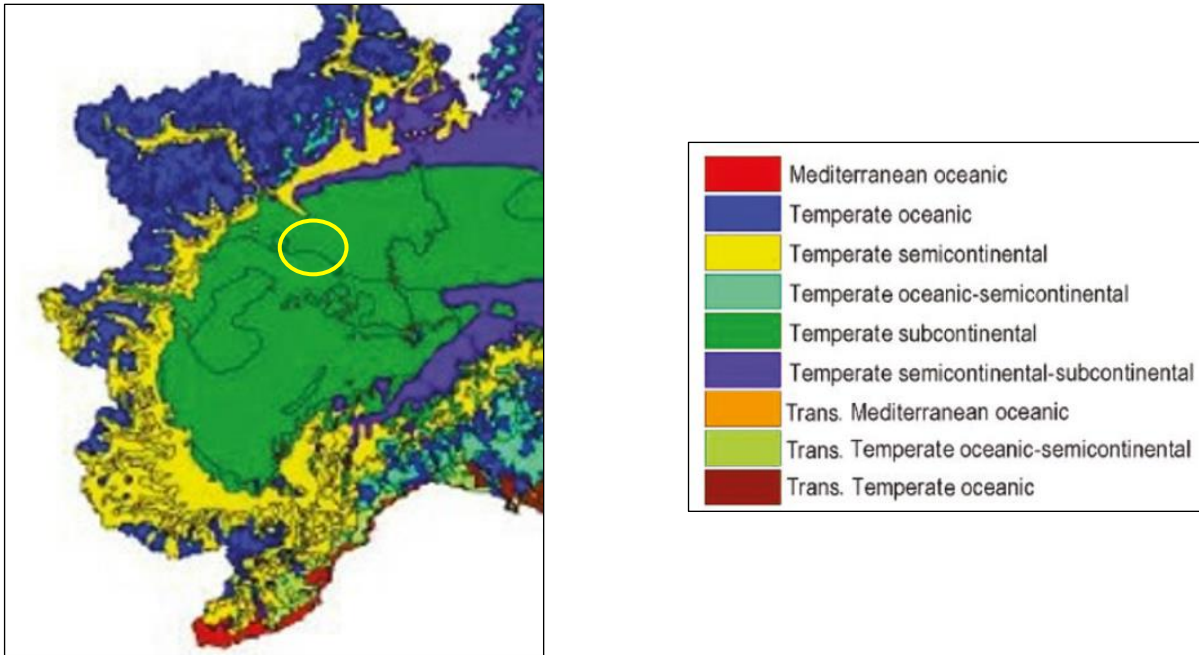 Mediterranean oceanic
Temperate oceanic
Temperate semicontinental
Temperate oceanic-semicontinental
Temperate subcontinental
Temperate semicontinental-subcontinental
Trans. Mediterranean oceanic
Trans. Temperate oceanic-semicontinental
Trans. Temperate oceanic